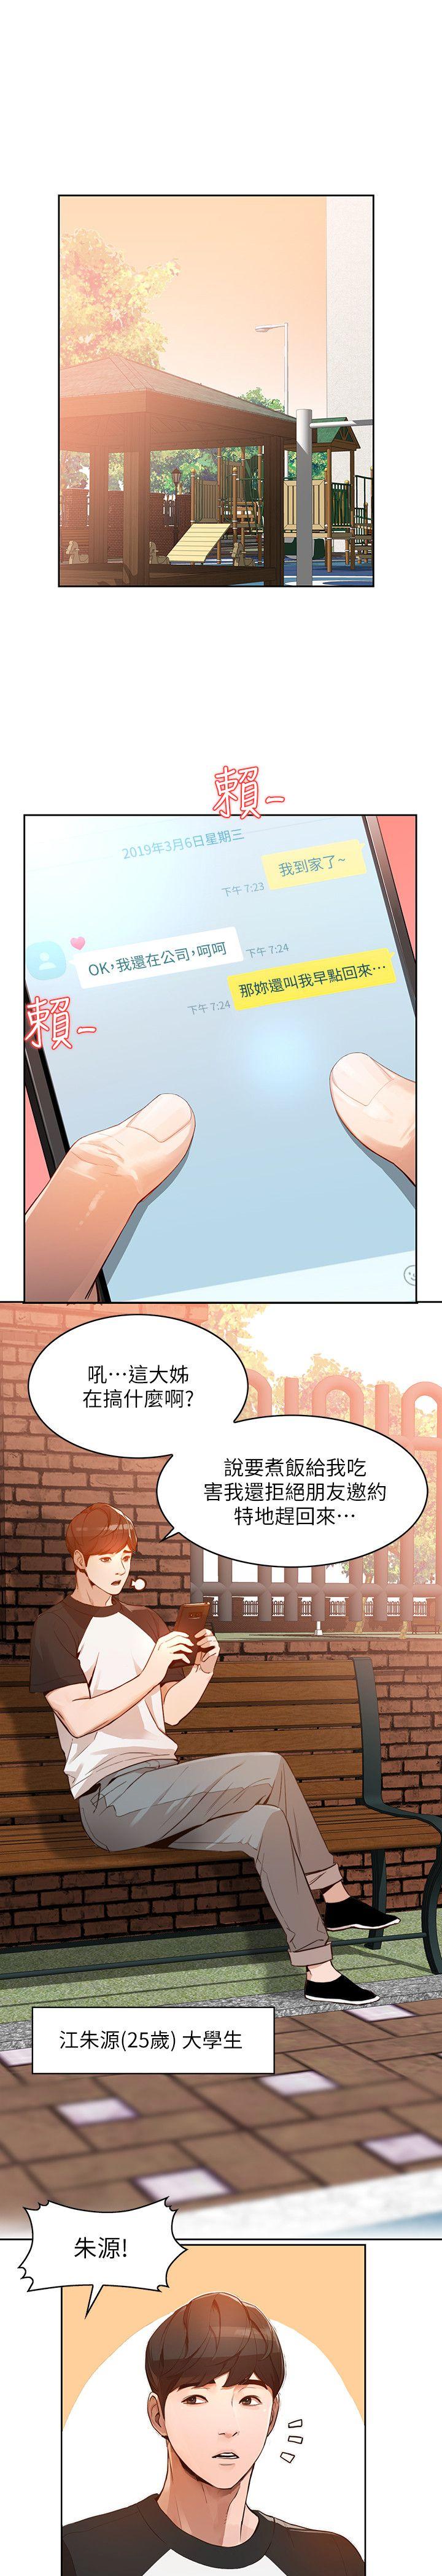 賴~
2019年3月6日星期三
我到家了~
下午 7:23
OK,我還在公司,呵呵
下午 7:24
那妳還叫我早點回來…
下午 7:24
賴~
吼…這大姊
在搞什麼啊?
說要煮飯給我吃
害我還拒絕朋友邀約
特地趕回來…
江朱源(25歲) 大學生
朱源!